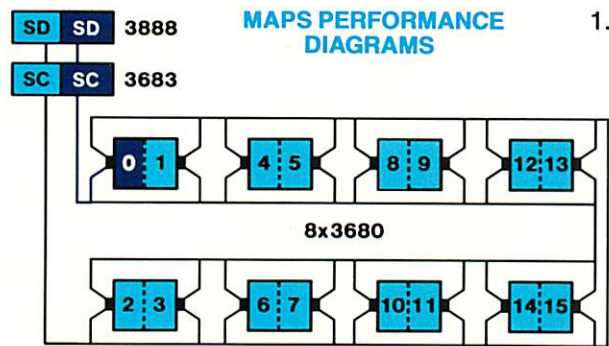 SD SD 3888
SC SC 3683
MAPS PERFORMANCE
DIAGRAMS
1.
0 1 4 5 8 9 12 13
8x3680
2 3 6 7 10 11 14 15